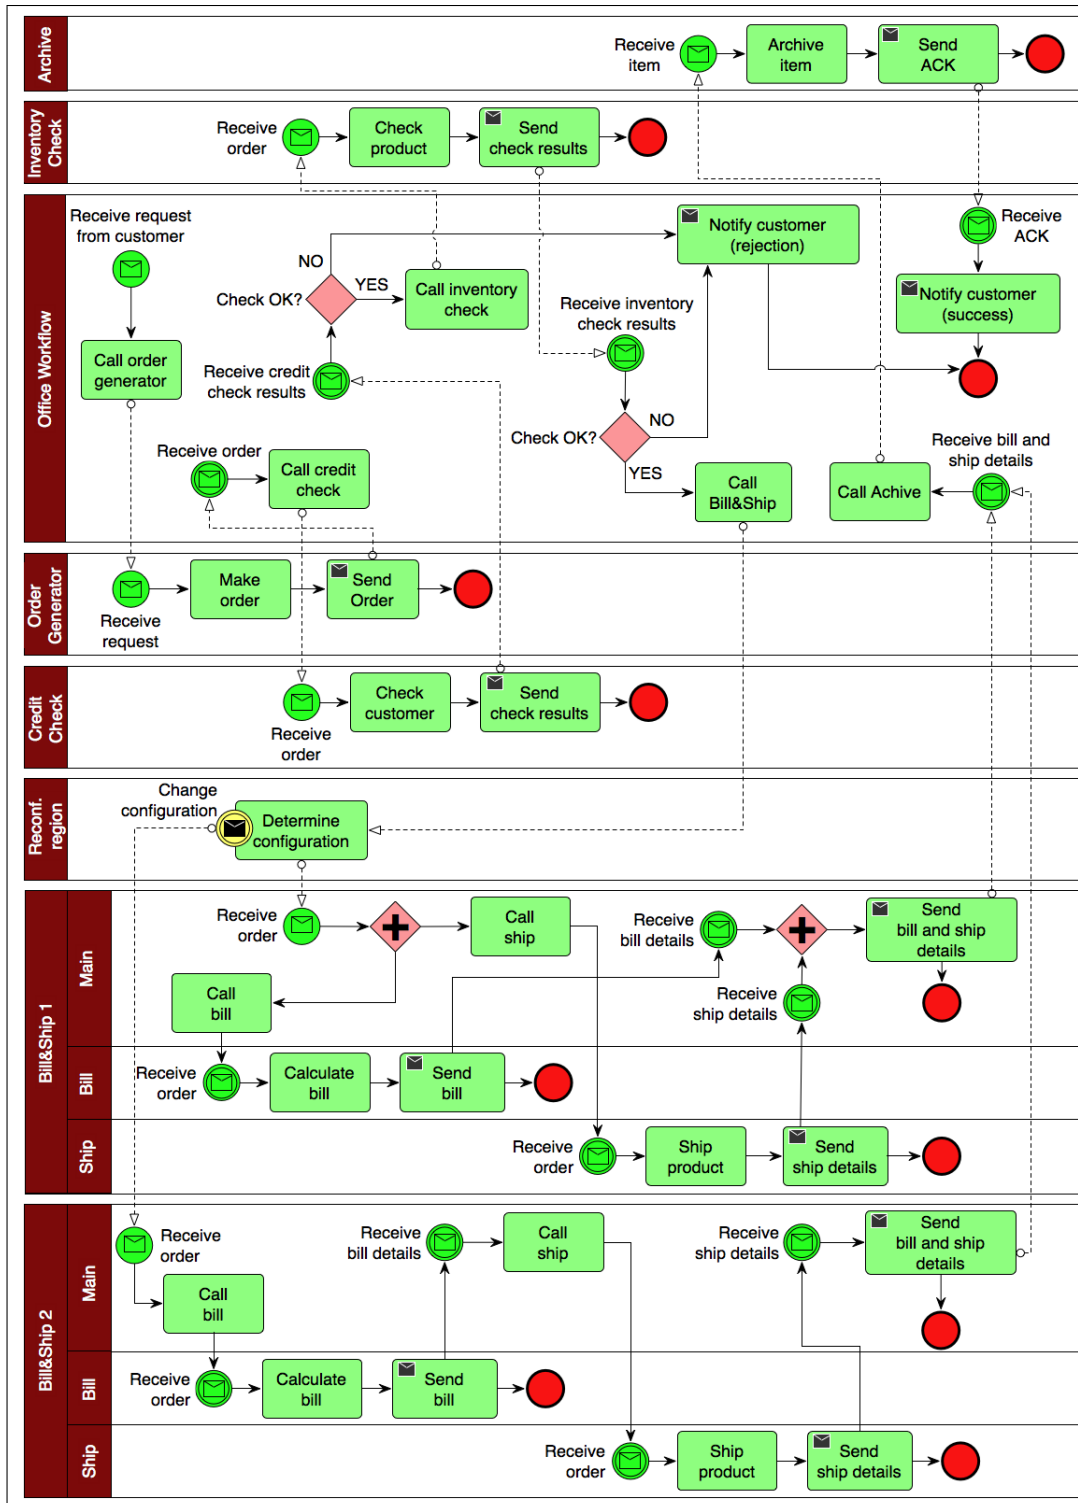 Archive
Receive
item
Archive
item
Send
ACK
Inventory
Check
Receive
order
Check
product
Send
check results
Office Workflow
Receive request
from customer
Call order
generator
NO
Check OK?
YES
Call inventory
check
Receive credit
check results
Receive order
Call credit
check
Receive inventory
check results
Check OK?
NO
YES
Notify customer
(rejection)
Call
Bill&Ship
Receive
ACK
Notify customer
(success)
Receive bill and
ship details
Call Achive
Order
Generator
Receive
request
Make
order
Send
Order
Credit
Check
Receive
order
Check
customer
Send
check results
Reconf.
region
Change
configuration
Determine
configuration
Bill&Ship 1
Main
Receive
order
Call
ship
Call
bill
Receive
bill details
Receive
ship details
Send
bill and ship
details
Bill
Receive
order
Calculate
bill
Send
bill
Ship
Receive
order
Ship
product
Send
ship details
Bill&Ship 2
Main
Receive
order
Call
bill
Receive
bill details
Call
ship
Receive
ship details
Send
bill and ship
details
Bill
Receive
order
Calculate
bill
Send
bill
Ship
Receive
order
Ship
product
Send
ship details